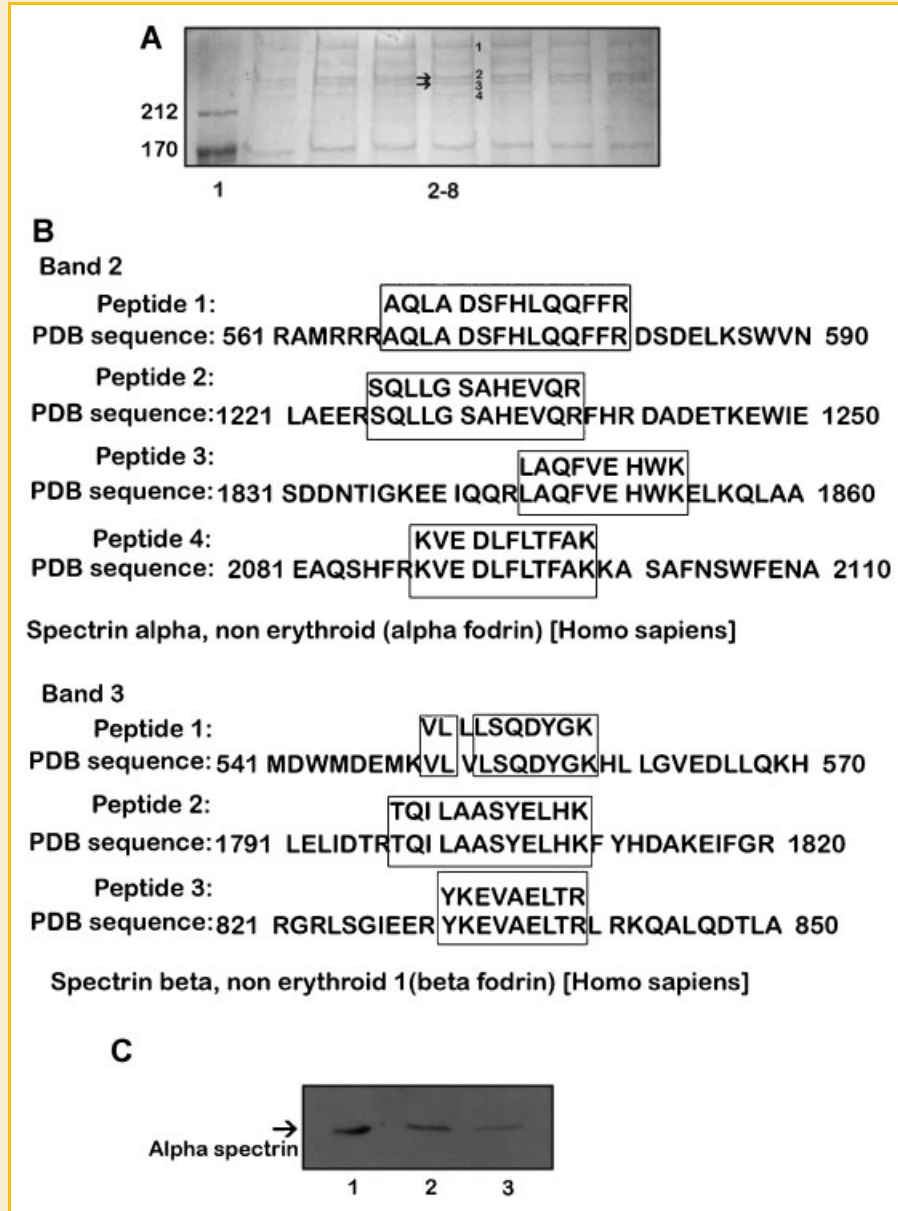 A
1
2
3
4
212
170
1 2-8
B
Band 2
Peptide 1: AQLA DSFHLQQFFR
PDB sequence: 561 RAMRRRAQLA DSFHLQQFFR DSDELKSWVN 590
Peptide 2: SQLLG SAHEVQR
PDB sequence: 1221 LAEERSQLLG SAHEVQRFHR DADETKEWIE 1250
Peptide 3: LAQFVE HWK
PDB sequence: 1831 SDDNTIGKEE IQQRLAQFVE HWKELKQLAA 1860
Peptide 4: KVE DLFLTFAK
PDB sequence: 2081 EAQSHFRKVE DLFLTFAKKA SAFNSWFENA 2110
Spectrin alpha, non erythroid (alpha fodrin) [Homo sapiens]
Band 3
Peptide 1: VL LLSQDYGK
PDB sequence: 541 MDWMDEMKVL VLSQDYGKHL LGVEDLLQKH 570
Peptide 2: TQI LAASYELHK
PDB sequence: 1791 LELIDTRTQI LAASYELHKF YHDAKEIFGR 1820
Peptide 3: YKEVAELTR
PDB sequence: 821 RGRLSGIEER YKEVAELTRL RKQALQDTLA 850
Spectrin beta, non erythroid 1(beta fodrin) [Homo sapiens]
C
Alpha spectrin
1 2 3